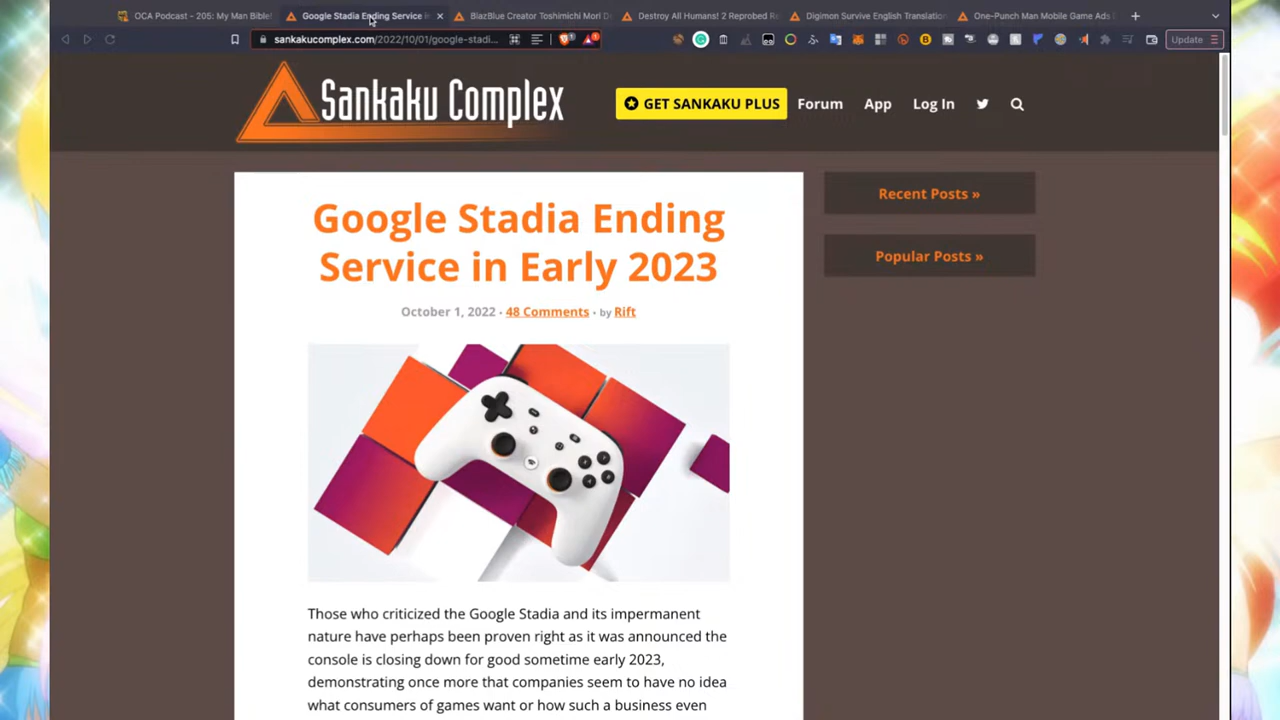 OCA Podcast - 205: My Man Bible
Google Stadia Ending Service i
BlazBlue Creator Toshimichi Mori D
Destroy All Humans! 2 Reprobed R
Digimon Survive English Translation
One-Punch Man Mobile Game Ads
sankakucomplex.com/2022/10/01/google-stadi...
Update
Sankaku Complex
GET SANKAKU PLUS
Forum
App
Log In
Google Stadia Ending
Service in Early 2023
October 1, 2022 · 48 Comments · by Rift
Recent Posts »
Popular Posts »
Those who criticized the Google Stadia and its impermanent
nature have perhaps been proven right as it was announced the
console is closing down for good sometime early 2023,
demonstrating once more that companies seem to have no idea
what consumers of games want or how such a business even